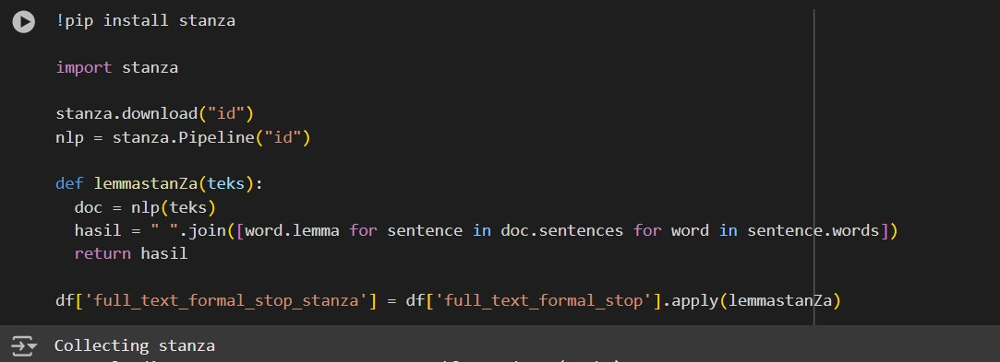 !pip install stanza
import stanza
stanza.download("id")
nlp = stanza.Pipeline("id")
def lemmastanZa(teks):
doc = nlp(teks)
hasil = " ".join([word.lemma for sentence in doc.sentences for word in sentence.words])
return hasil
df['full_text_formal_stop_stanza'] = df['full_text_formal_stop'].apply(lemmastanZa)
Collecting stanza